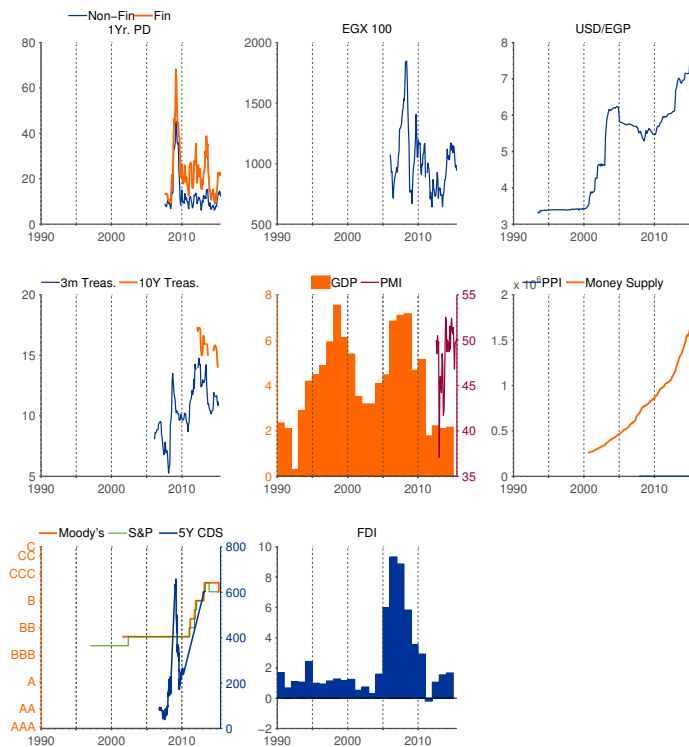 Non-Fin Fin
1Yr. PD
80
60
40
20
0
1990 2000 2010
EGX 100
2000
1500
1000
500
1990 2000 2010
USD/EGP
8
7
6
5
4
3
1990 2000 2010
3m Treas. 10Y Treas.
20
15
10
5
1990 2000 2010
GDP PMI
8
6
4
2
0
55
50
45
40
35
1990 2000 2010
x 10^6
PPI Money Supply
2
1.5
1
0.5
0
1990 2000 2010
Moody's S&P 5Y CDS
C
CC
CCC
B
BB
BBB
A
AA
AAA
800
600
400
200
0
1990 2000 2010
FDI
10
8
6
4
2
0
−2
1990 2000 2010